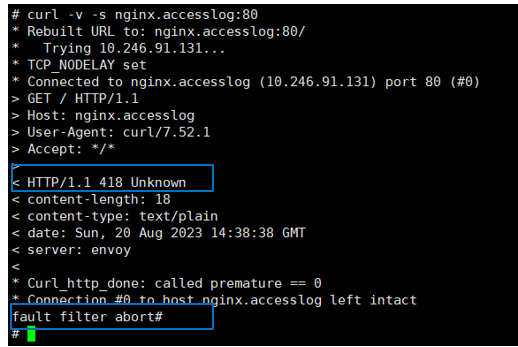 # curl -v -s nginx.accesslog:80
* Rebuilt URL to: nginx.accesslog:80/
*   Trying 10.246.91.131...
* TCP_NODELAY set
* Connected to nginx.accesslog (10.246.91.131) port 80 (#0)
> GET / HTTP/1.1
> Host: nginx.accesslog
> User-Agent: curl/7.52.1
> Accept: */*
>
< HTTP/1.1 418 Unknown
< content-length: 18
< content-type: text/plain
< date: Sun, 20 Aug 2023 14:38:38 GMT
< server: envoy
<
* Curl_http_done: called premature == 0
* Connection #0 to host nginx.accesslog left intact
fault filter abort#
#